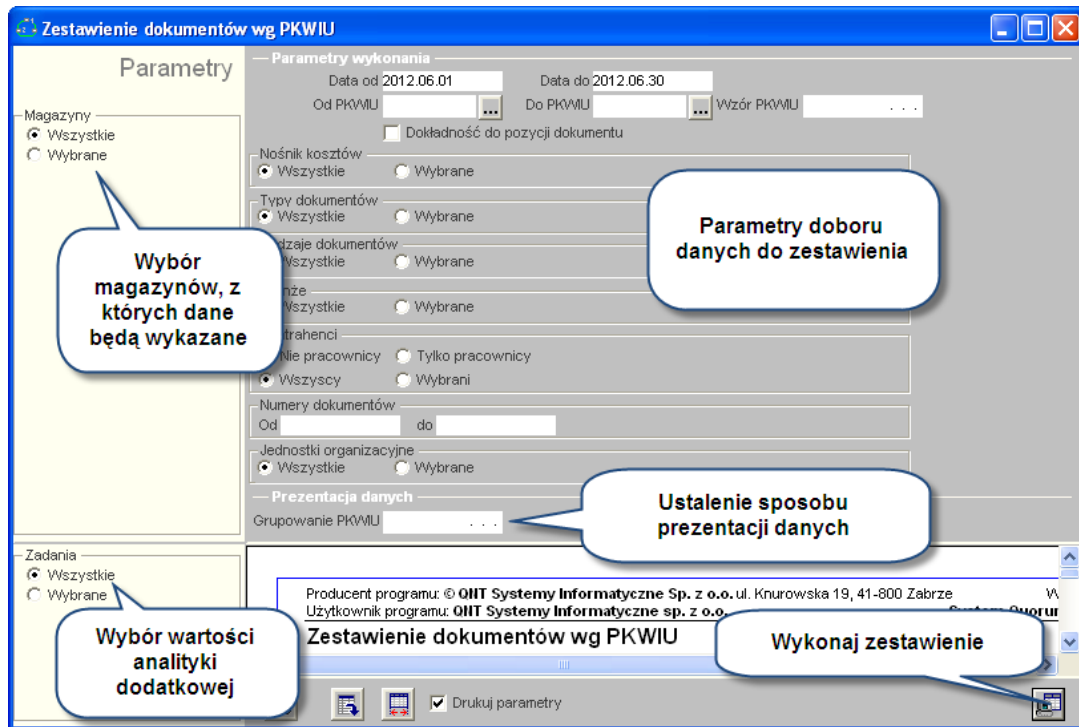 Zestawienie dokumentów wg PKWIU
Parametry
Magazyny
Wszystkie
Wybrane
Wybór
magazynów, z
których dane
będą wykazane
Parametry wykonania
Data od 2012.06.01 Data do 2012.06.30
Od PKWiU ... Do PKWiU ... Wzór PKWiU . . .
Dokładność do pozycji dokumentu
Nośnik kosztów
Wszystkie Wybrane
Typy dokumentów
Wszystkie Wybrane
dzaje dokumentów
Wszystkie Wybrane
nże
Wszystkie Wybrane
trahenci
Nie pracownicy Tylko pracownicy
Wszyscy Wybrani
Numery dokumentów
Od do
Jednostki organizacyjne
Wszystkie Wybrane
Parametry doboru
danych do zestawienia
Prezentacja danych
Grupowanie PKWiU . . .
Ustalenie sposobu
prezentacji danych
Zadania
Wszystkie
Wybrane
Wybór wartości
analityki
dodatkowej
Producent programu: © QNT Systemy Informatyczne Sp. z o.o. ul. Knurowska 19, 41-800 Zabrze
Użytkownik programu: QNT Systemy Informatyczne sp. z o.o.
Zestawienie dokumentów wg PKWIU
Wykonaj zestawienie
Drukuj parametry